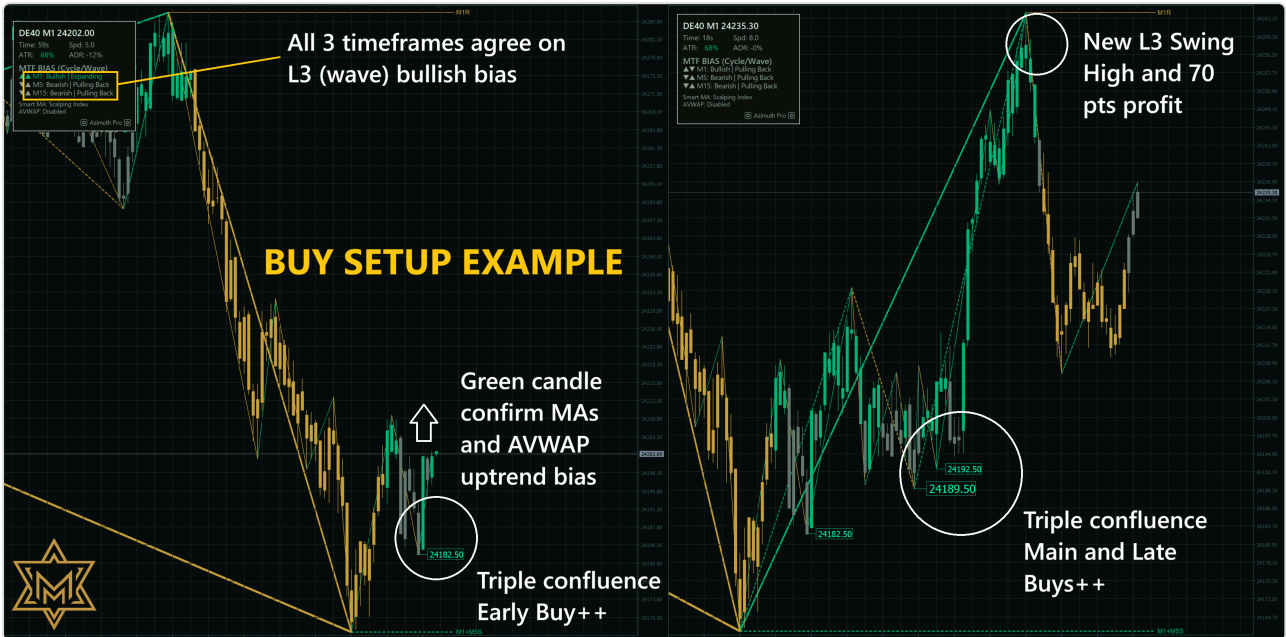 DE40 M1 24202.00
Time: 59s Spd: 5.0
ATR: 68% ADR: -12%
MTF BIAS (Cycle/Wave)
▲▲ M1: Bullish | Expanding
▼▲ M5: Bearish | Pulling Back
▼▲ M15: Bearish | Pulling Back
Smart MA: Scalping Index
AVWAP: Disabled
Azimuth Pro
M1R
All 3 timeframes agree on
L3 (wave) bullish bias
BUY SETUP EXAMPLE
Green candle
confirm MAs
and AVWAP
uptrend bias
24202.00
24182.50
Triple confluence
Early Buy++
M1+M5S
DE40 M1 24235.30
Time: 18s Spd: 8.0
ATR: 68% ADR: -0%
MTF BIAS (Cycle/Wave)
▲▼ M1: Bullish | Pulling Back
▼▲ M5: Bearish | Pulling Back
▼▲ M15: Bearish | Pulling Back
Smart MA: Scalping Index
AVWAP: Disabled
Azimuth Pro
M1R
New L3 Swing
High and 70
pts profit
24235.30
24192.50
24189.50
24182.50
Triple confluence
Main and Late
Buys++
M1+M5S